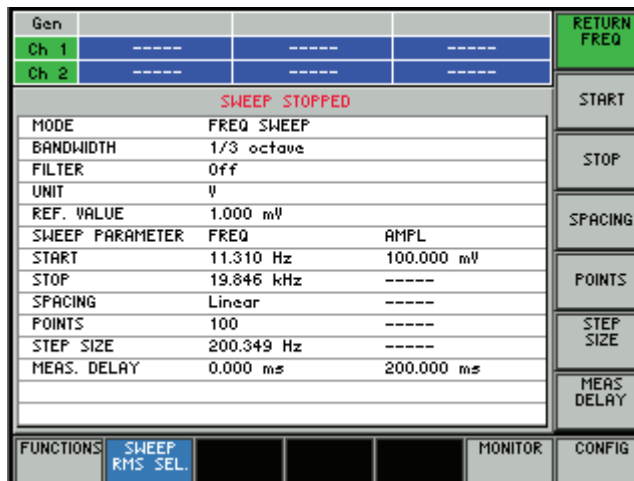 Gen
Ch 1 ----- ----- -----
Ch 2 ----- ----- -----
SWEEP STOPPED
MODE FREQ SWEEP
BANDWIDTH 1/3 octave
FILTER Off
UNIT V
REF. VALUE 1.000 mV
SWEEP PARAMETER FREQ AMPL
START 11.310 Hz 100.000 mV
STOP 19.846 kHz -----
SPACING Linear -----
POINTS 100 -----
STEP SIZE 200.349 Hz -----
MEAS. DELAY 0.000 ms 200.000 ms
RETURN
FREQ
START
STOP
SPACING
POINTS
STEP
SIZE
MEAS
DELAY
FUNCTIONS
SWEEP
RMS SEL.
MONITOR
CONFIG